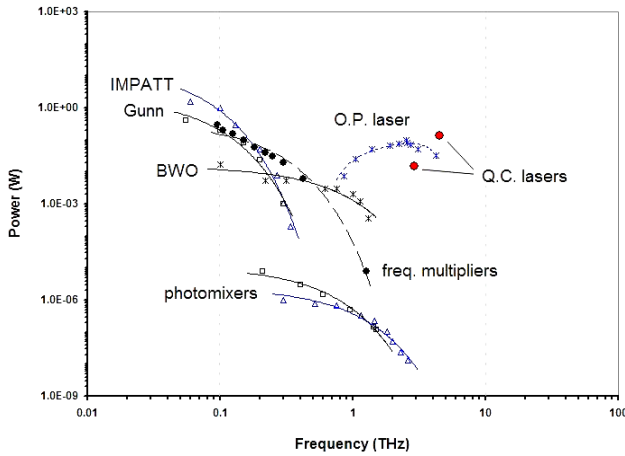 1.0E+03
1.0E+00
1.0E-03
1.0E-06
1.0E-09
Power (W)
IMPATT
Gunn
BWO
O.P. laser
Q.C. lasers
freq. multipliers
photomixers
0.01
0.1
1
10
100
Frequency (THz)